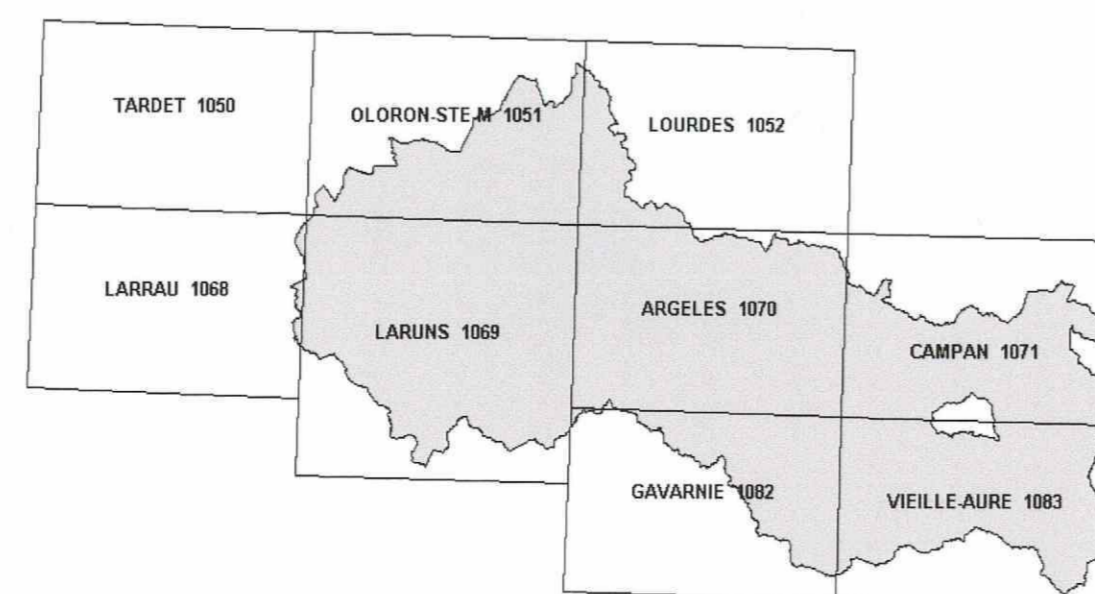 TARDET 1050
OLORON-STE-M 1051
LOURDES 1052
LARRAU 1068
LARUNS 1069
ARGELES 1070
CAMPAN 1071
GAVARNIE 1082
VIEILLE-AURE 1083